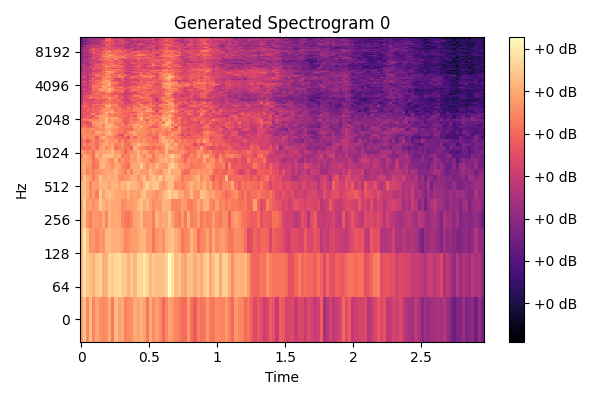 Generated Spectrogram 0
8192
4096
2048
1024
512
256
128
64
0
Hz
0
0.5
1
1.5
2
2.5
Time
+0 dB
+0 dB
+0 dB
+0 dB
+0 dB
+0 dB
+0 dB